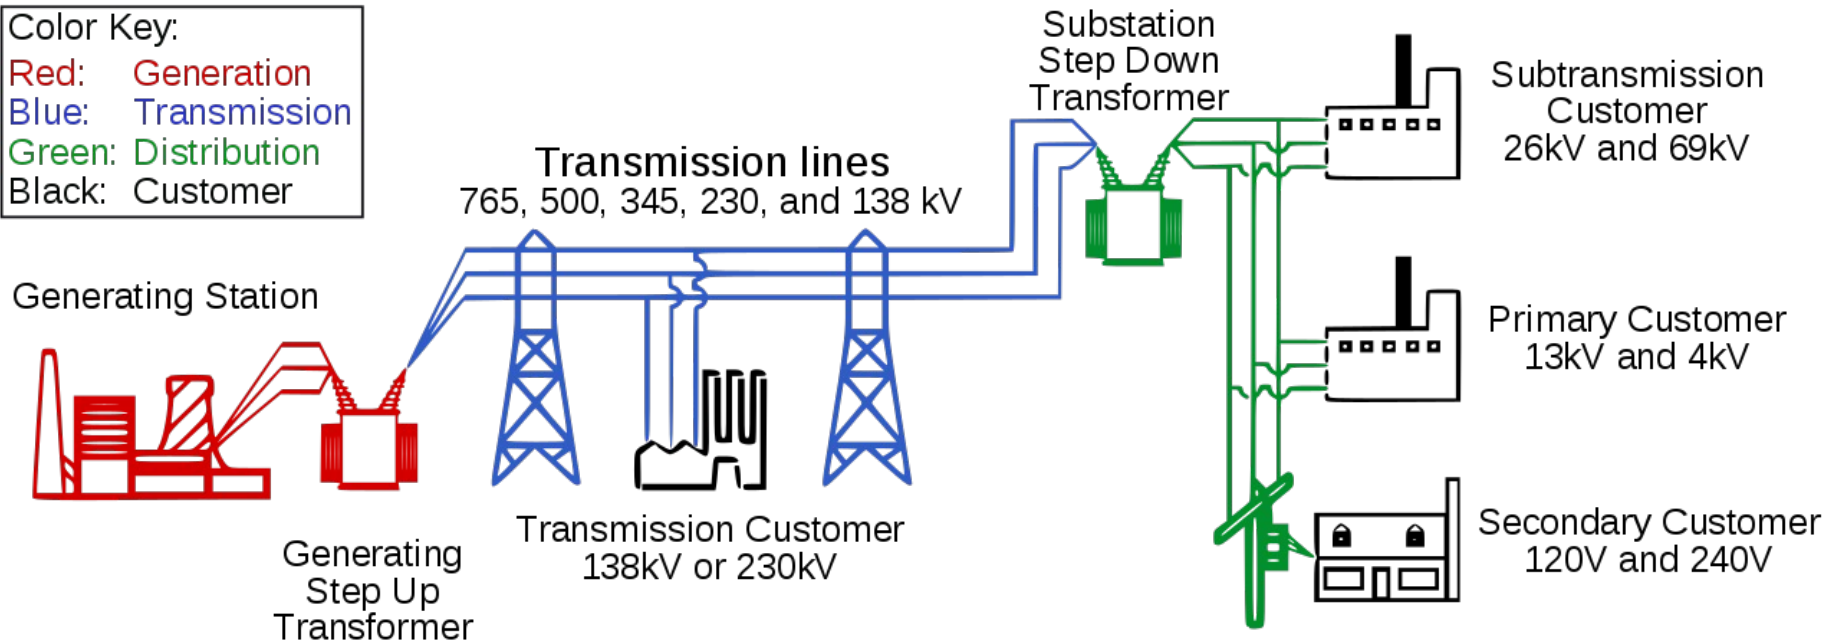 Color Key:
Red: Generation
Blue: Transmission
Green: Distribution
Black: Customer
Generating Station
Generating
Step Up
Transformer
Transmission lines
765, 500, 345, 230, and 138 kV
Transmission Customer
138kV or 230kV
Substation
Step Down
Transformer
Subtransmission
Customer
26kV and 69kV
Primary Customer
13kV and 4kV
Secondary Customer
120V and 240V